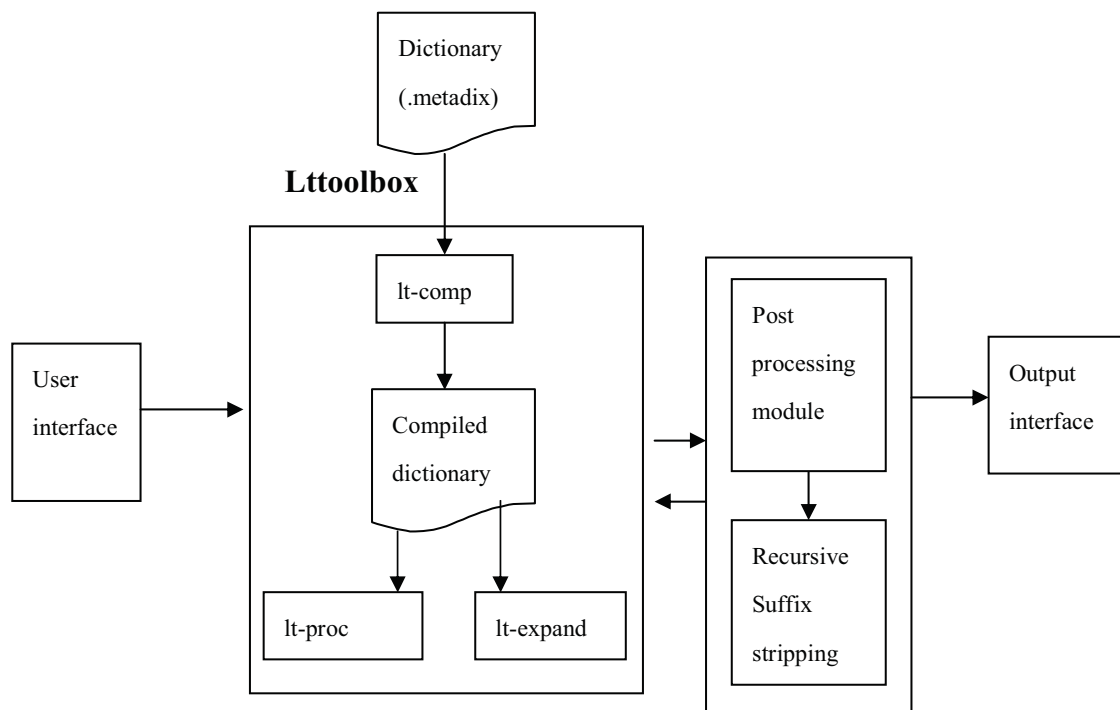 Dictionary
(.metadix)
Lttoolbox
lt-comp
User
interface
Compiled
dictionary
lt-proc
lt-expand
Post
processing
module
Recursive
Suffix
stripping
Output
interface